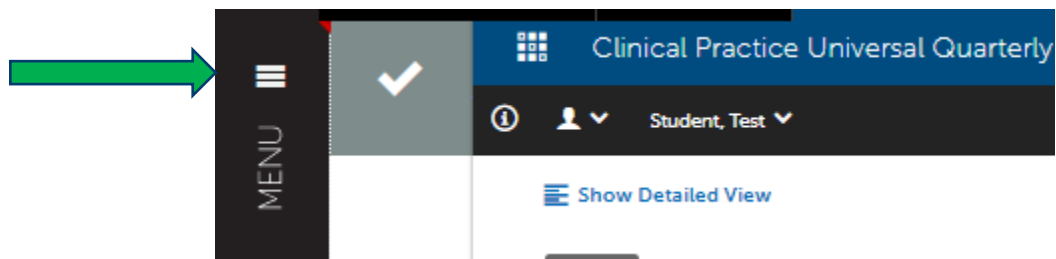 MENU
Clinical Practice Universal Quarterly
Student, Test
Show Detailed View